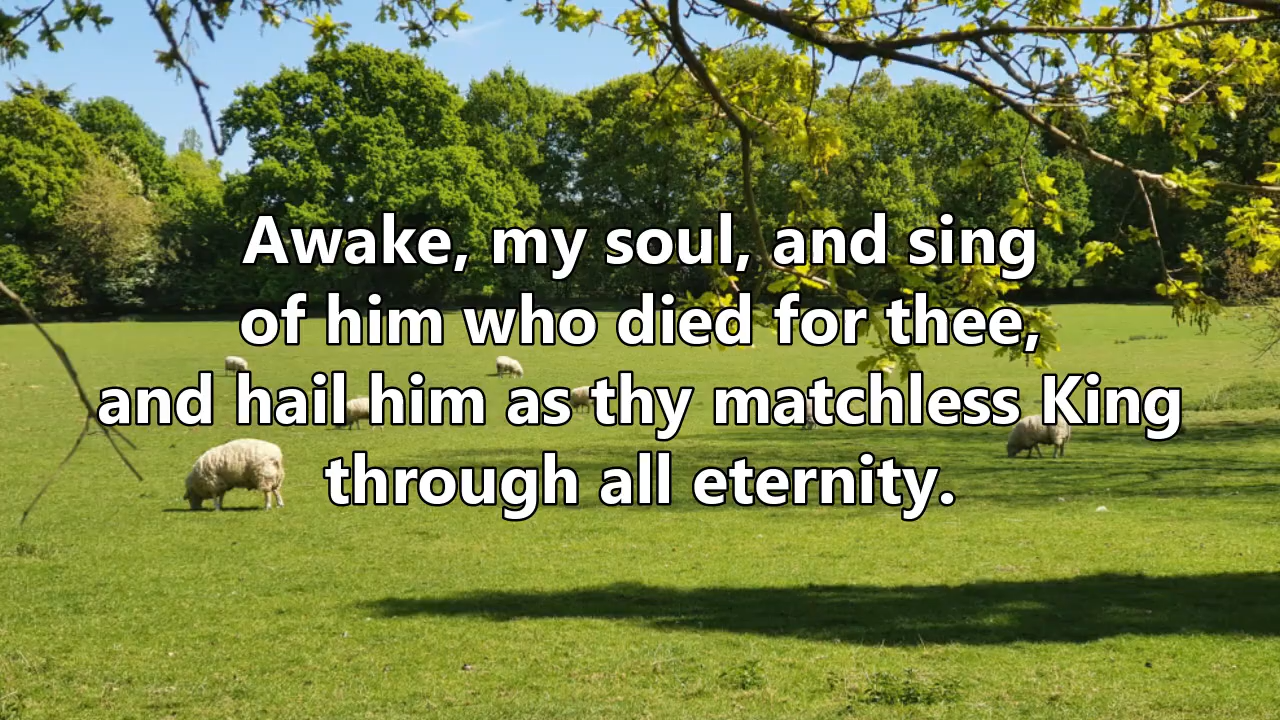 Awake, my soul, and sing
of him who died for thee,
and hail him as thy matchless King
through all eternity.